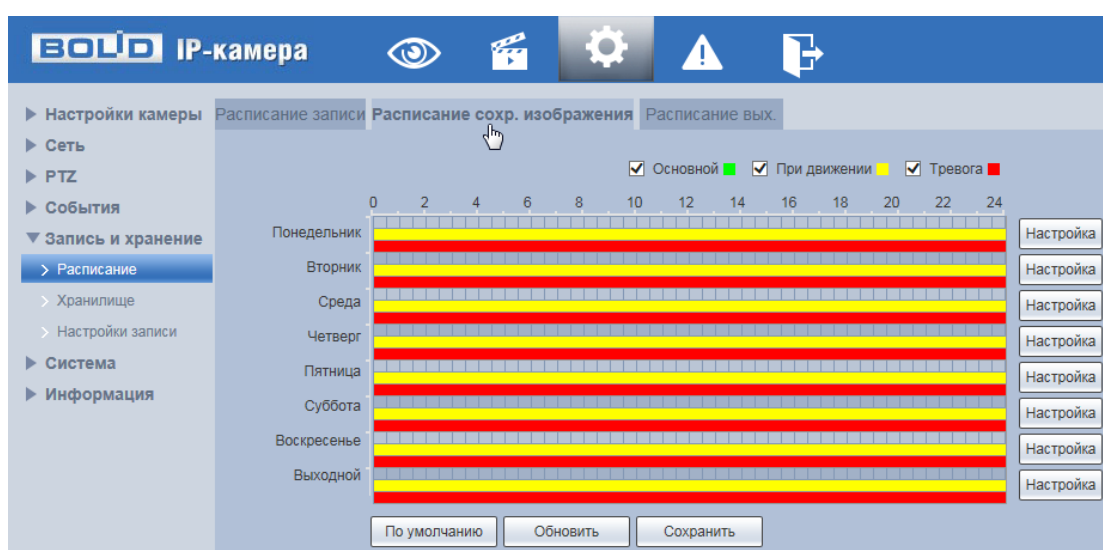 BOLID IP-камера
Настройки камеры
Сеть
PTZ
События
Запись и хранение
Расписание
Хранилище
Настройки записи
Система
Информация
Расписание записи Расписание сохр. изображения Расписание вых.
Основной При движении Тревога
0 2 4 6 8 10 12 14 16 18 20 22 24
Понедельник Настройка
Вторник Настройка
Среда Настройка
Четверг Настройка
Пятница Настройка
Суббота Настройка
Воскресенье Настройка
Выходной Настройка
По умолчанию Обновить Сохранить